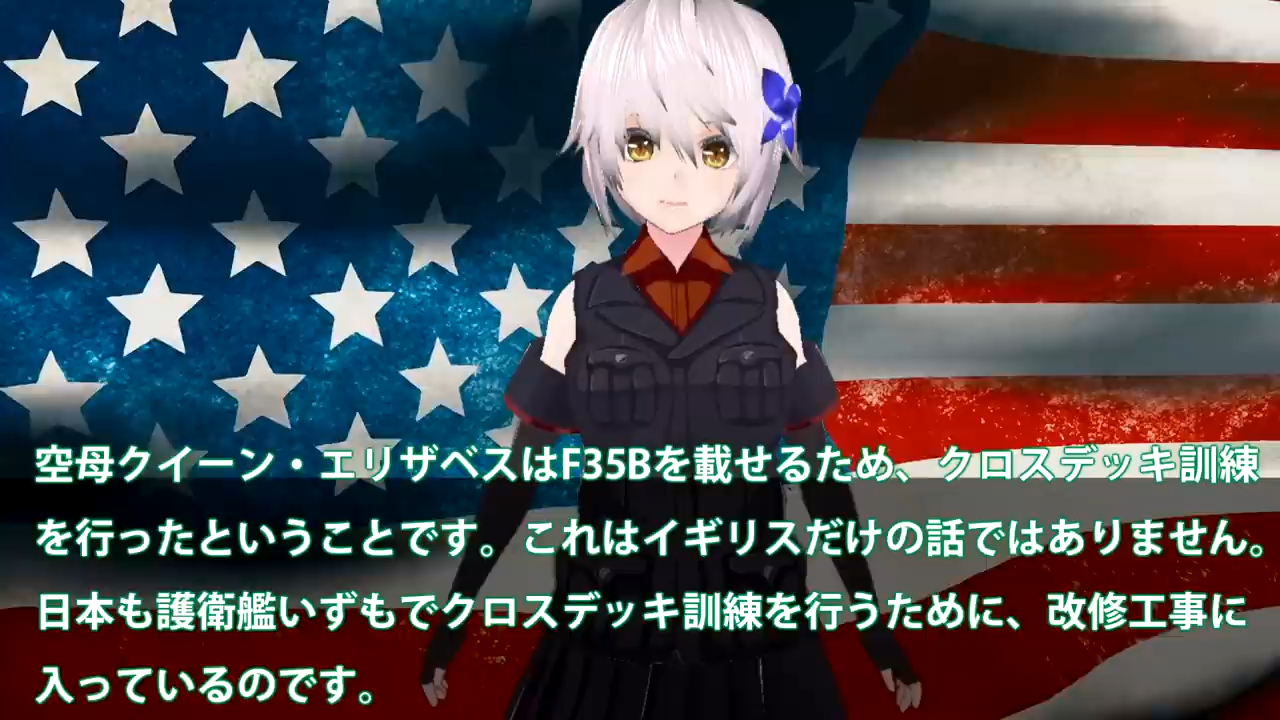 空母クイーン・エリザベスはF35Bを載せるため、クロスデッキ訓練
を行ったということです。これはイギリスだけの話ではありません。
日本も護衛艦いずもでクロスデッキ訓練を行うために、改修工事に
入っているのです。